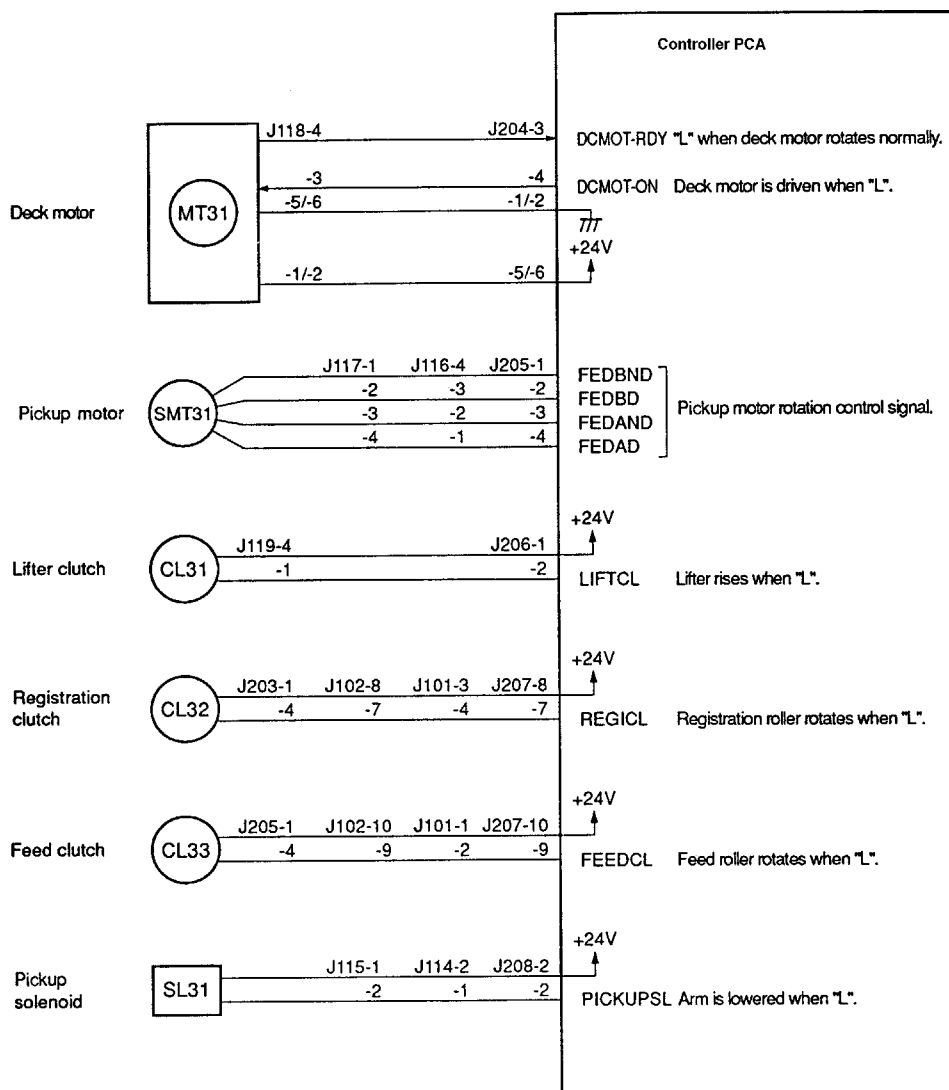 Controller PCA
J118-4 J204-3 DCMOT-RDY "L" when deck motor rotates normally.
-3 -4 DCMOT-ON Deck motor is driven when "L".
Deck motor MT31 -5/-6 -1/-2
+24V
-1/-2 -5/-6
J117-1 J116-4 J205-1 FEDBND
-2 -3 -2 FEDBD
Pickup motor SMT31 Pickup motor rotation control signal.
-3 -2 -3 FEDAND
-4 -1 -4 FEDAD
+24V
J119-4 J206-1
Lifter clutch CL31 -1 -2 LIFTCL Lifter rises when "L".
+24V
J203-1 J102-8 J101-3 J207-8
Registration
clutch CL32 -4 -7 -4 -7 REGICL Registration roller rotates when "L".
+24V
J205-1 J102-10 J101-1 J207-10
Feed clutch CL33 -4 -9 -2 -9 FEEDCL Feed roller rotates when "L".
+24V
J115-1 J114-2 J208-2
Pickup
solenoid SL31 -2 -1 -2 PICKUPSL Arm is lowered when "L".